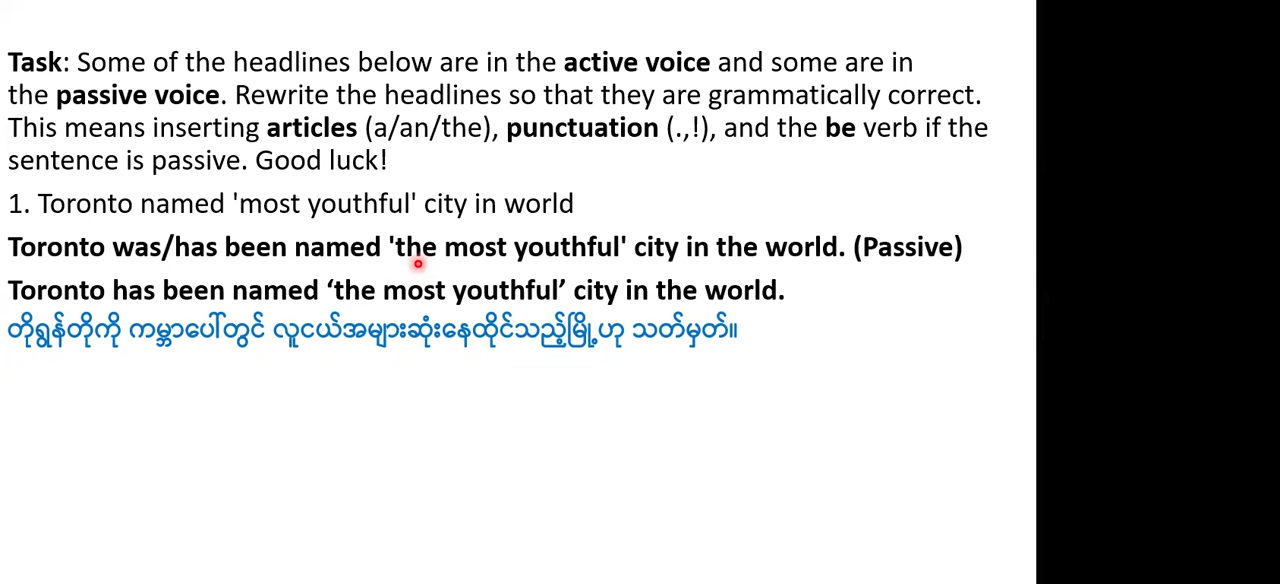 Task: Some of the headlines below are in the active voice and some are in
the passive voice. Rewrite the headlines so that they are grammatically correct.
This means inserting articles (a/an/the), punctuation (.,!), and the be verb if the
sentence is passive. Good luck!
1. Toronto named 'most youthful' city in world
Toronto was/has been named 'the most youthful' city in the world. (Passive)
Toronto has been named ‘the most youthful’ city in the world.
တိုရွန်တိုကို ကမ္ဘာပေါ်တွင် လူငယ်အများဆုံးနေထိုင်သည့်မြို့ဟု သတ်မှတ်။